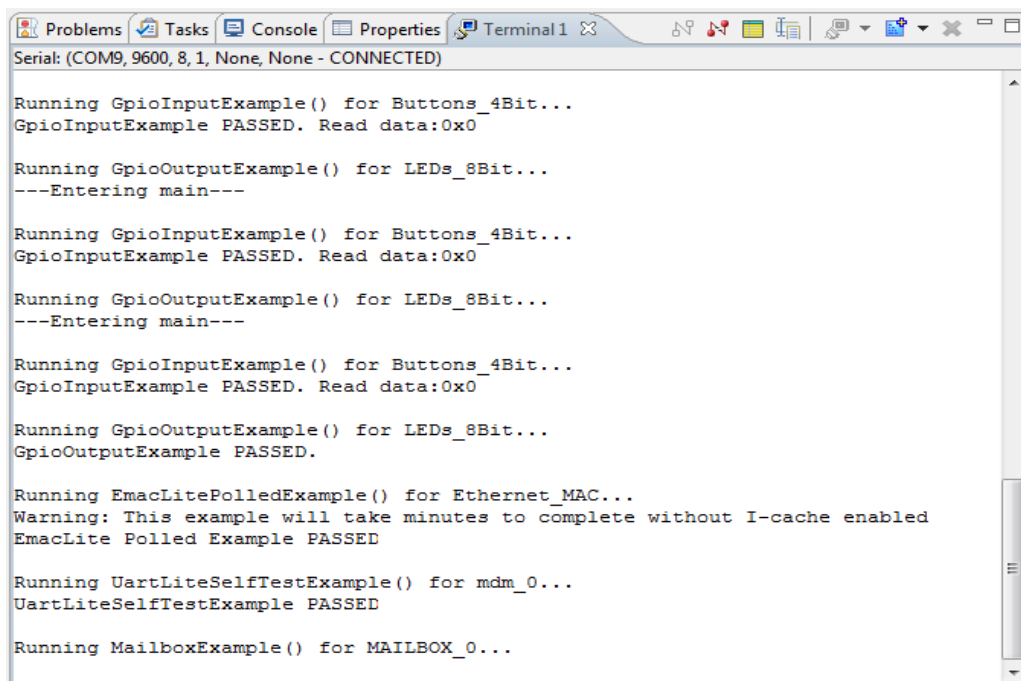 Problems Tasks Console Properties Terminal 1
Serial: (COM9, 9600, 8, 1, None, None - CONNECTED)
Running GpioInputExample() for Buttons_4Bit...
GpioInputExample PASSED. Read data:0x0
Running GpioOutputExample() for LEDs_8Bit...
---Entering main---
Running GpioInputExample() for Buttons_4Bit...
GpioInputExample PASSED. Read data:0x0
Running GpioOutputExample() for LEDs_8Bit...
---Entering main---
Running GpioInputExample() for Buttons_4Bit...
GpioInputExample PASSED. Read data:0x0
Running GpioOutputExample() for LEDs_8Bit...
GpioOutputExample PASSED.
Running EmacLitePolledExample() for Ethernet_MAC...
Warning: This example will take minutes to complete without I-cache enabled
EmacLite Polled Example PASSED
Running UartLiteSelfTestExample() for mdm_0...
UartLiteSelfTestExample PASSED
Running MailboxExample() for MAILBOX_0...